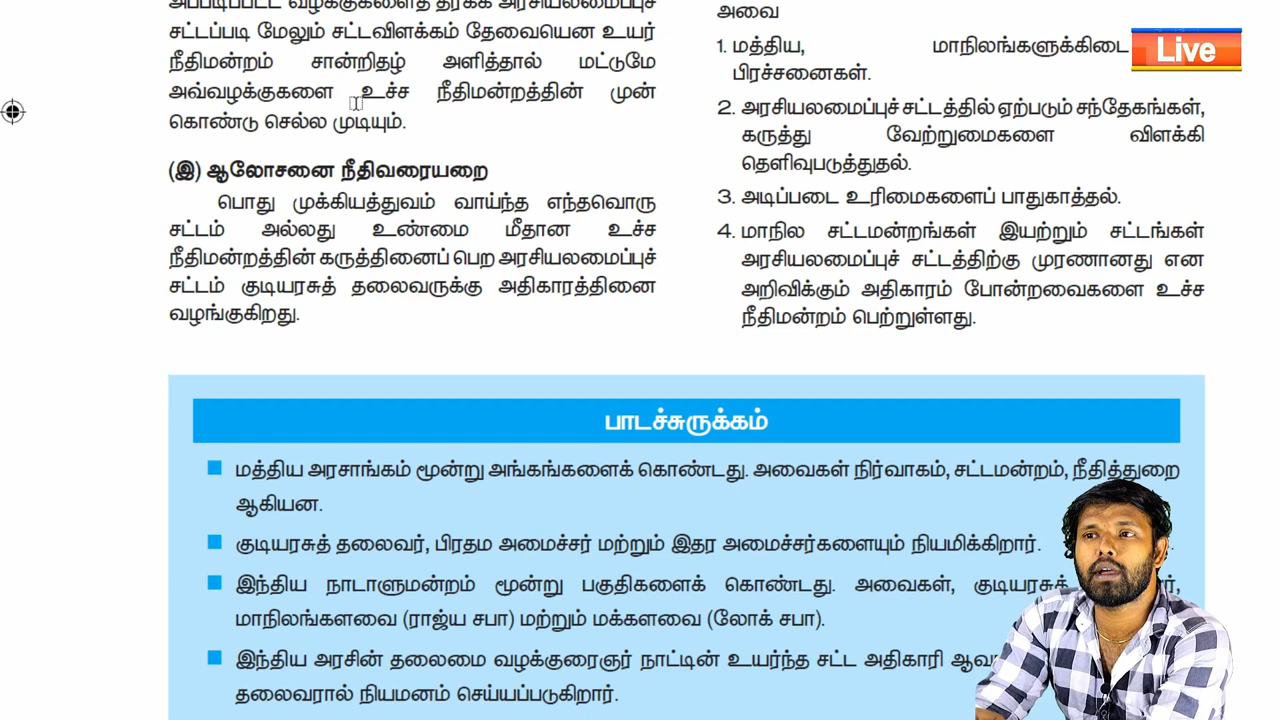 சட்டப்படி மேலும் சட்டவிளக்கம் தேவையென உயர்
நீதிமன்றம் சான்றிதழ் அளித்தால் மட்டுமே
அவ்வழக்குகளை உச்ச நீதிமன்றத்தின் முன்
கொண்டு செல்ல முடியும்.
(இ) ஆலோசனை நீதிவரையறை
பொது முக்கியத்துவம் வாய்ந்த எந்தவொரு
சட்டம் அல்லது உண்மை மீதான உச்ச
நீதிமன்றத்தின் கருத்தினைப் பெற அரசியலமைப்புச்
சட்டம் குடியரசுத் தலைவருக்கு அதிகாரத்தினை
வழங்குகிறது.
அவை
1. மத்திய, மாநிலங்களுக்கிடை
பிரச்சனைகள்.
2. அரசியலமைப்புச் சட்டத்தில் ஏற்படும் சந்தேகங்கள்,
கருத்து வேற்றுமைகளை விளக்கி
தெளிவுபடுத்துதல்.
3. அடிப்படை உரிமைகளைப் பாதுகாத்தல்.
4. மாநில சட்டமன்றங்கள் இயற்றும் சட்டங்கள்
அரசியலமைப்புச் சட்டத்திற்கு முரணானது என
அறிவிக்கும் அதிகாரம் போன்றவைகளை உச்ச
நீதிமன்றம் பெற்றுள்ளது.
Live
பாடச்சுருக்கம்
■ மத்திய அரசாங்கம் மூன்று அங்கங்களைக் கொண்டது. அவைகள் நிர்வாகம், சட்டமன்றம், நீதித்துறை
ஆகியன.
■ குடியரசுத் தலைவர், பிரதம அமைச்சர் மற்றும் இதர அமைச்சர்களையும் நியமிக்கிறார்.
■ இந்திய நாடாளுமன்றம் மூன்று பகுதிகளைக் கொண்டது. அவைகள், குடியரசுத்
மாநிலங்களவை (ராஜ்ய சபா) மற்றும் மக்களவை (லோக் சபா).
■ இந்திய அரசின் தலைமை வழக்குரைஞர் நாட்டின் உயர்ந்த சட்ட அதிகாரி
தலைவரால் நியமனம் செய்யப்படுகிறார்.